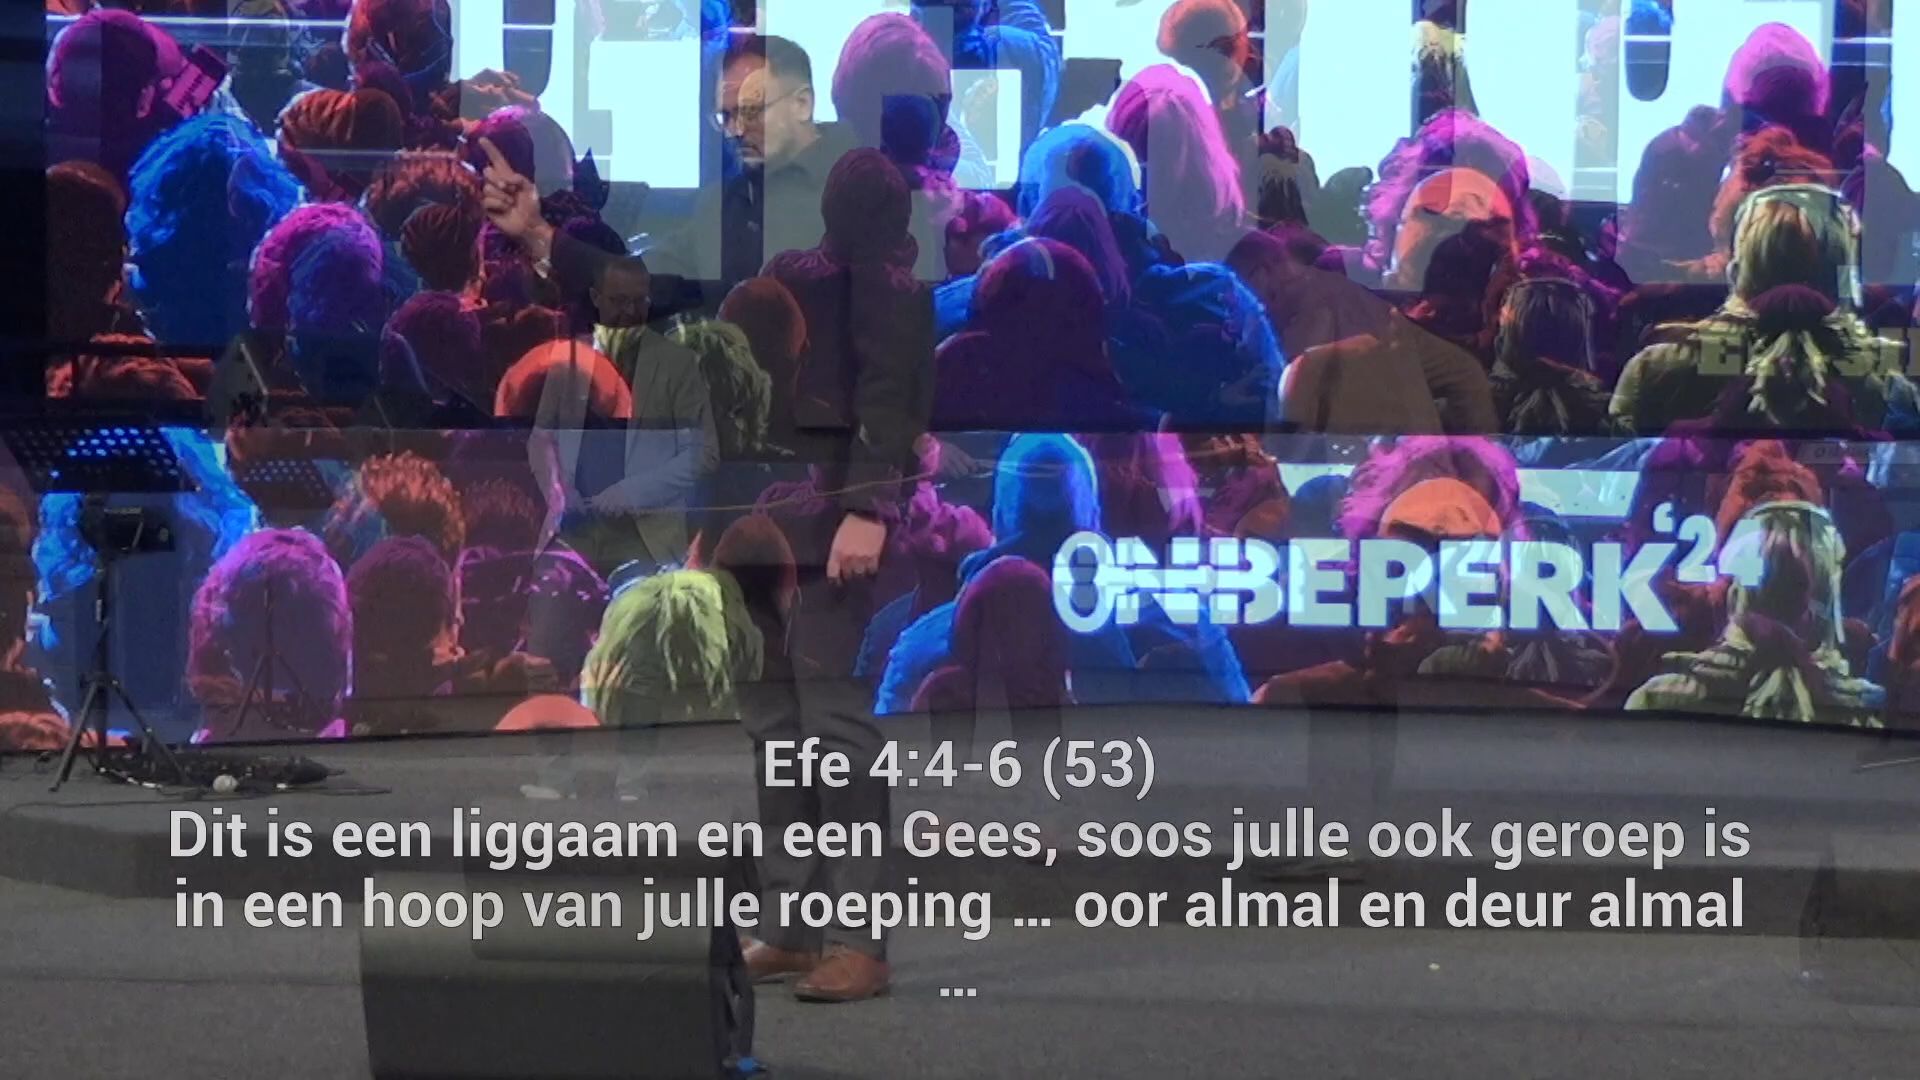 ONBEPERK‘24
Efe 4:4-6 (53)
Dit is een liggaam en een Gees, soos julle ook geroep is
in een hoop van julle roeping ... oor almal en deur almal
...